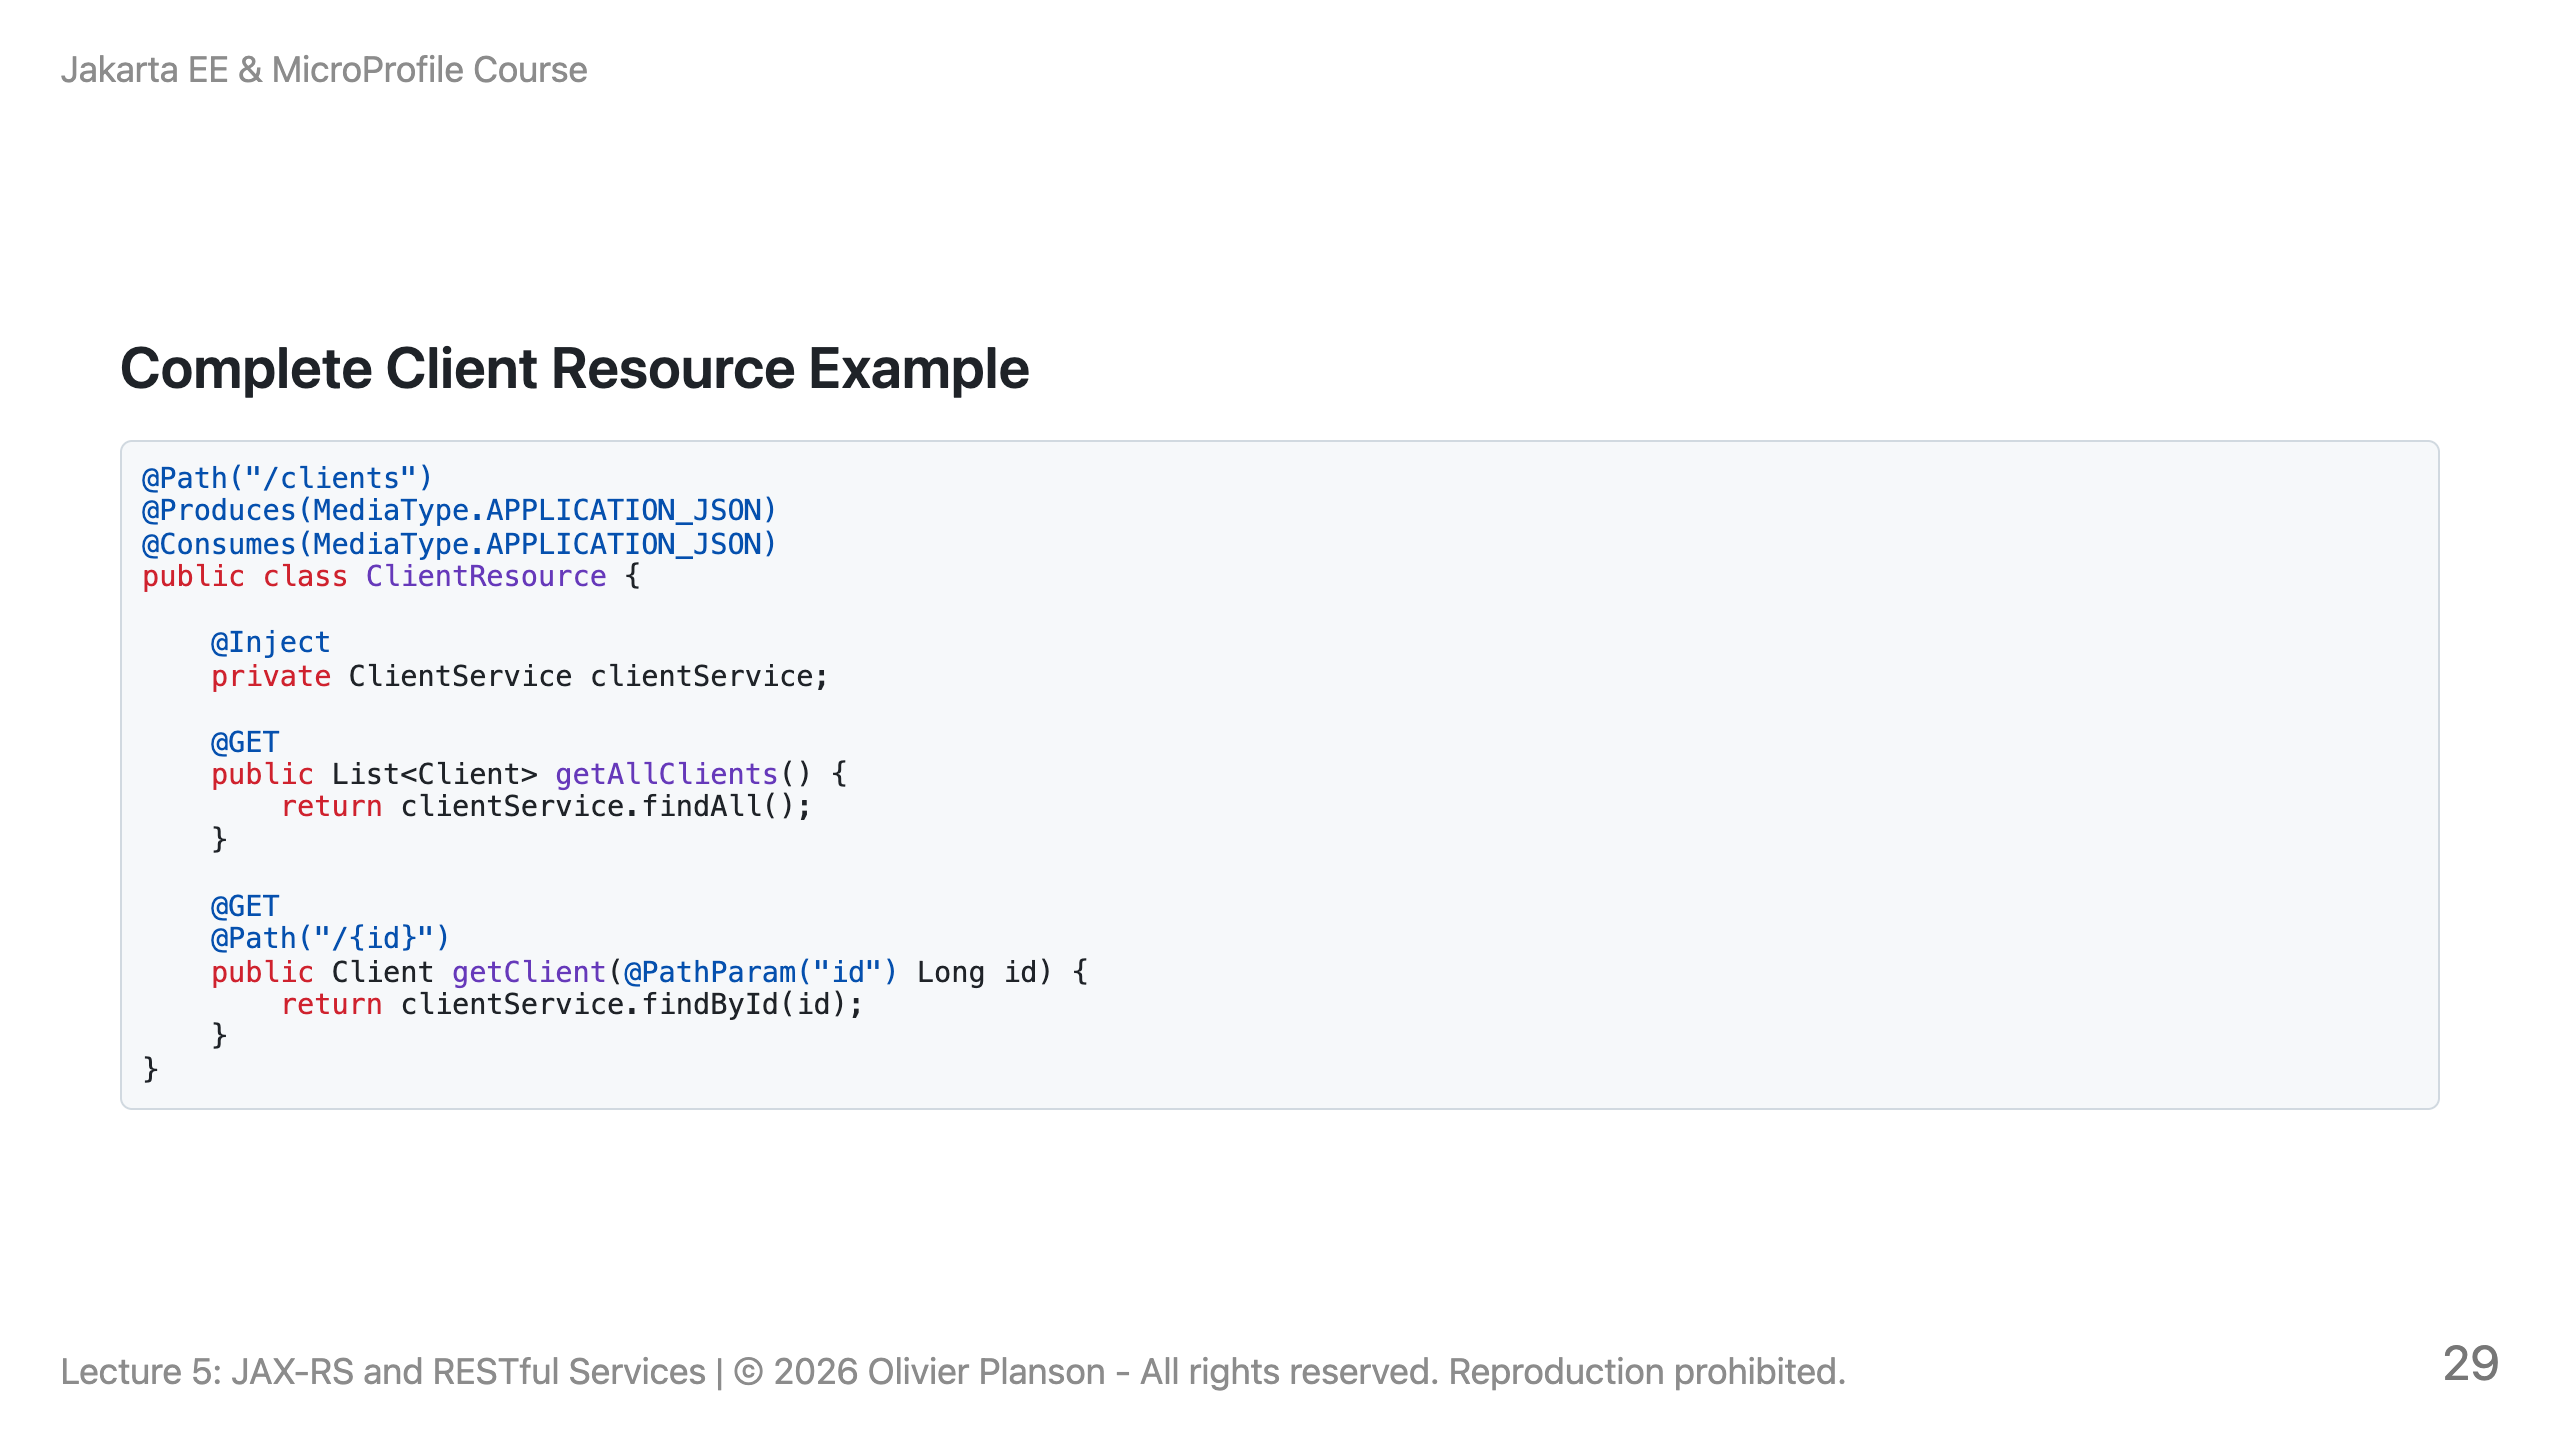 Jakarta EE & MicroProfile Course
Complete Client Resource Example
@Path("/clients")
@Produces(MediaType.APPLICATION_JSON)
@Consumes(MediaType.APPLICATION_JSON)
public class ClientResource {
    @Inject
    private ClientService clientService;
    @GET
    public List<Client> getAllClients() {
        return clientService.findAll();
    }
    @GET
    @Path("/{id}")
    public Client getClient(@PathParam("id") Long id) {
        return clientService.findById(id);
    }
}
Lecture 5: JAX-RS and RESTful Services | © 2026 Olivier Planson - All rights reserved. Reproduction prohibited.
29